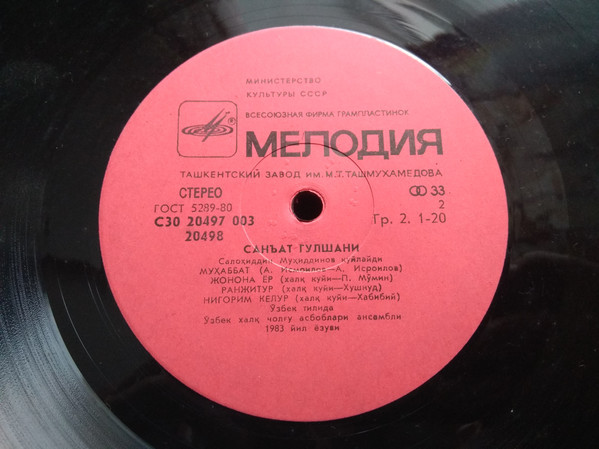 МИНИСТЕРСТВО
КУЛЬТУРЫ СССР
ВСЕСОЮЗНАЯ ФИРМА ГРАМПЛАСТИНОК
МЕЛОДИЯ
ТАШКЕНТСКИЙ ЗАВОД ИМ. М.Т. ТАШМУХАМЕДОВА
СТЕРЕО 33
ГОСТ 5289-80 2
С30 20497 003 Гр. 2. 1-20
20498
САНЪАТ ГУЛШАНИ
Салоҳиддин Муҳиддинов куйлайди
МУҲАББАТ (А. Исмоилов—А. Исроилов)
ЖОНОНА ЁР (халқ куйи—П. Мўмин)
РАНЖИТУР (халқ куйи—Хушнуд)
НИГОРИМ КЕЛУР (халқ куйи—Хабибий)
Ўзбек тилида
Ўзбек халқ чолғу асбоблари ансамбли
1983 йил ёзуви